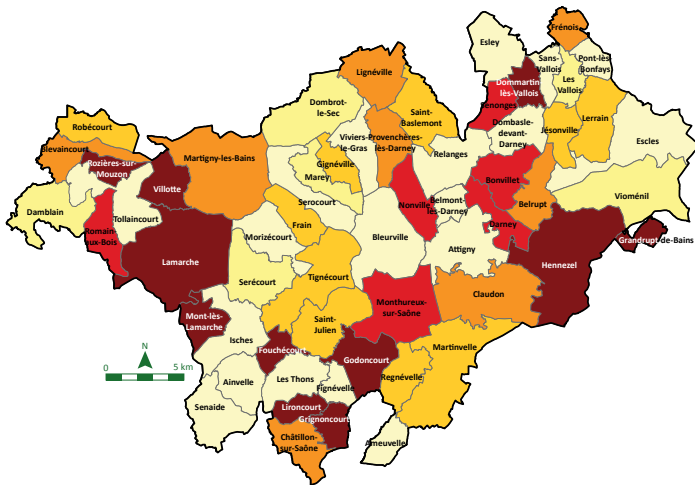 Frénois
Esley
Sans-
Vallois
Pont-lès
Bonfays
Lignéville
Dommartin
lès-Vallois
Les
Vallois
Dombrot-
le-Sec
Saint-
Baslemont
Lerrain
Robécourt
Dombasle-
devant-
Darney
Jésonville
Viviers-
le-Gras
Provenchères-
lès-Darney
Blevaincourt
Martigny-les-Bains
Relanges
Escles
Rozières-sur-
Mouzon
Gignéville
Marey
Bonvillet
Villotte
Vioménil
Damblain
Serocourt
Nonville
Belmont-
lès-Darney
Belrupt
Tollaincourt
Frain
Darney
Romain-
aux-Bois
Morizécourt
Bleurville
Grandrupt-de-Bains
Attigny
Lamarche
Hennezel
Tignécourt
Serécourt
Claudon
Monthureux-
sur-Saône
Mont-lès-
Lamarche
Saint-
Julien
Isches
N
Martinvelle
Fouchécourt
Godoncourt
0 5 km
Regnévelle
Ainvelle
Les Thons
Fignévelle
Senaide
Lironcourt
Grignoncourt
Châtillon-
sur-Saône
Ameuvelle